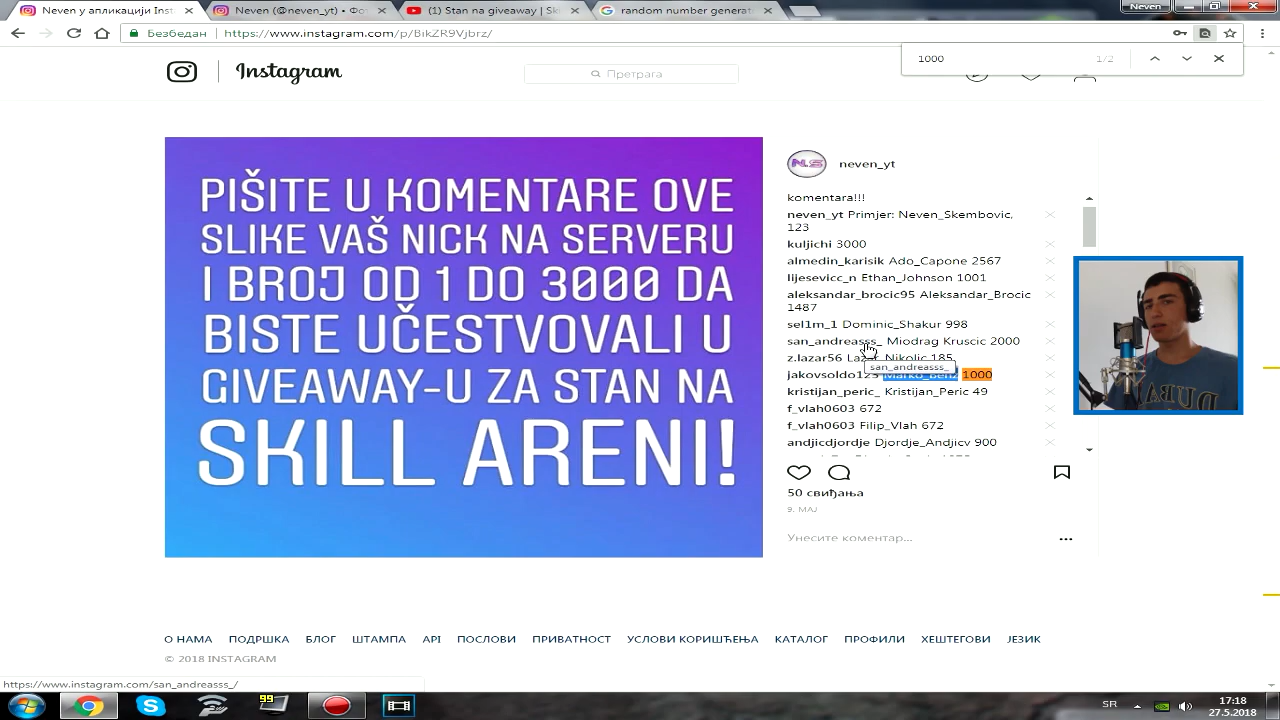 Neven у апликацији Inst
Neven (@neven_yt) • Фо
(1) Stan na giveaway | Ski
random number generat
Neven
Безбедан
https://www.instagram.com/p/BikZR9Vjbrz/
1000
1/2
Instagram
Претрага
PIŠITE U KOMENTARE OVE
SLIKE VAŠ NICK NA SERVERU
I BROJ OD 1 DO 3000 DA
BISTE UČESTVOVALI U
GIVEAWAY-U ZA STAN NA
SKILL ARENI!
N.S
neven_yt
komentara!!!
neven_yt Primjer: Neven_Skembovic,
123
kuljichi 3000
almedin_karisik Ado_Capone 2567
lijesevicc_n Ethan_Johnson 1001
aleksandar_brocic95 Aleksandar_Brocic
1487
sel1m_1 Dominic_Shakur 998
san_andreasss_ Miodrag Kruscic 2000
z.lazar56 Lazar Nikolic 185
san_andreasss_
jakovsoldo123 Marko_Benz 1000
kristijan_peric_ Kristijan_Peric 49
f_vlah0603 672
f_vlah0603 Filip_Vlah 672
andjicdjordje Djordje_Andjicv 900
50 свиђања
9. МАЈ
Унесите коментар...
О НАМА ПОДРШКА БЛОГ ШТАМПА API ПОСЛОВИ ПРИВАТНОСТ УСЛОВИ КОРИШЋЕЊА КАТАЛОГ ПРОФИЛИ ХЕШТЕГОВИ ЈЕЗИК
© 2018 INSTAGRAM
https://www.instagram.com/san_andreasss_/
99
SR
17:18
27.5.2018